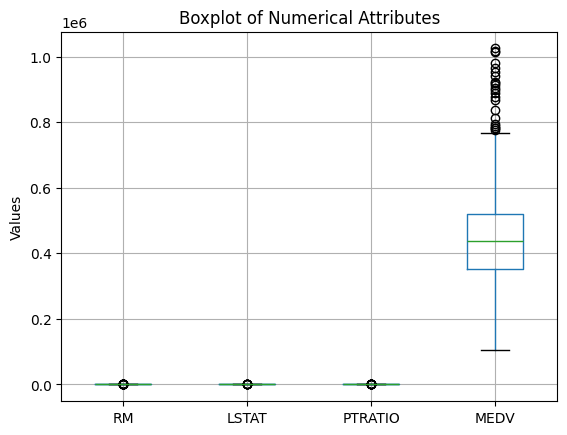 Boxplot of Numerical Attributes
1e6
1.0
0.8
0.6
0.4
0.2
0.0
Values
RM LSTAT PTRATIO MEDV